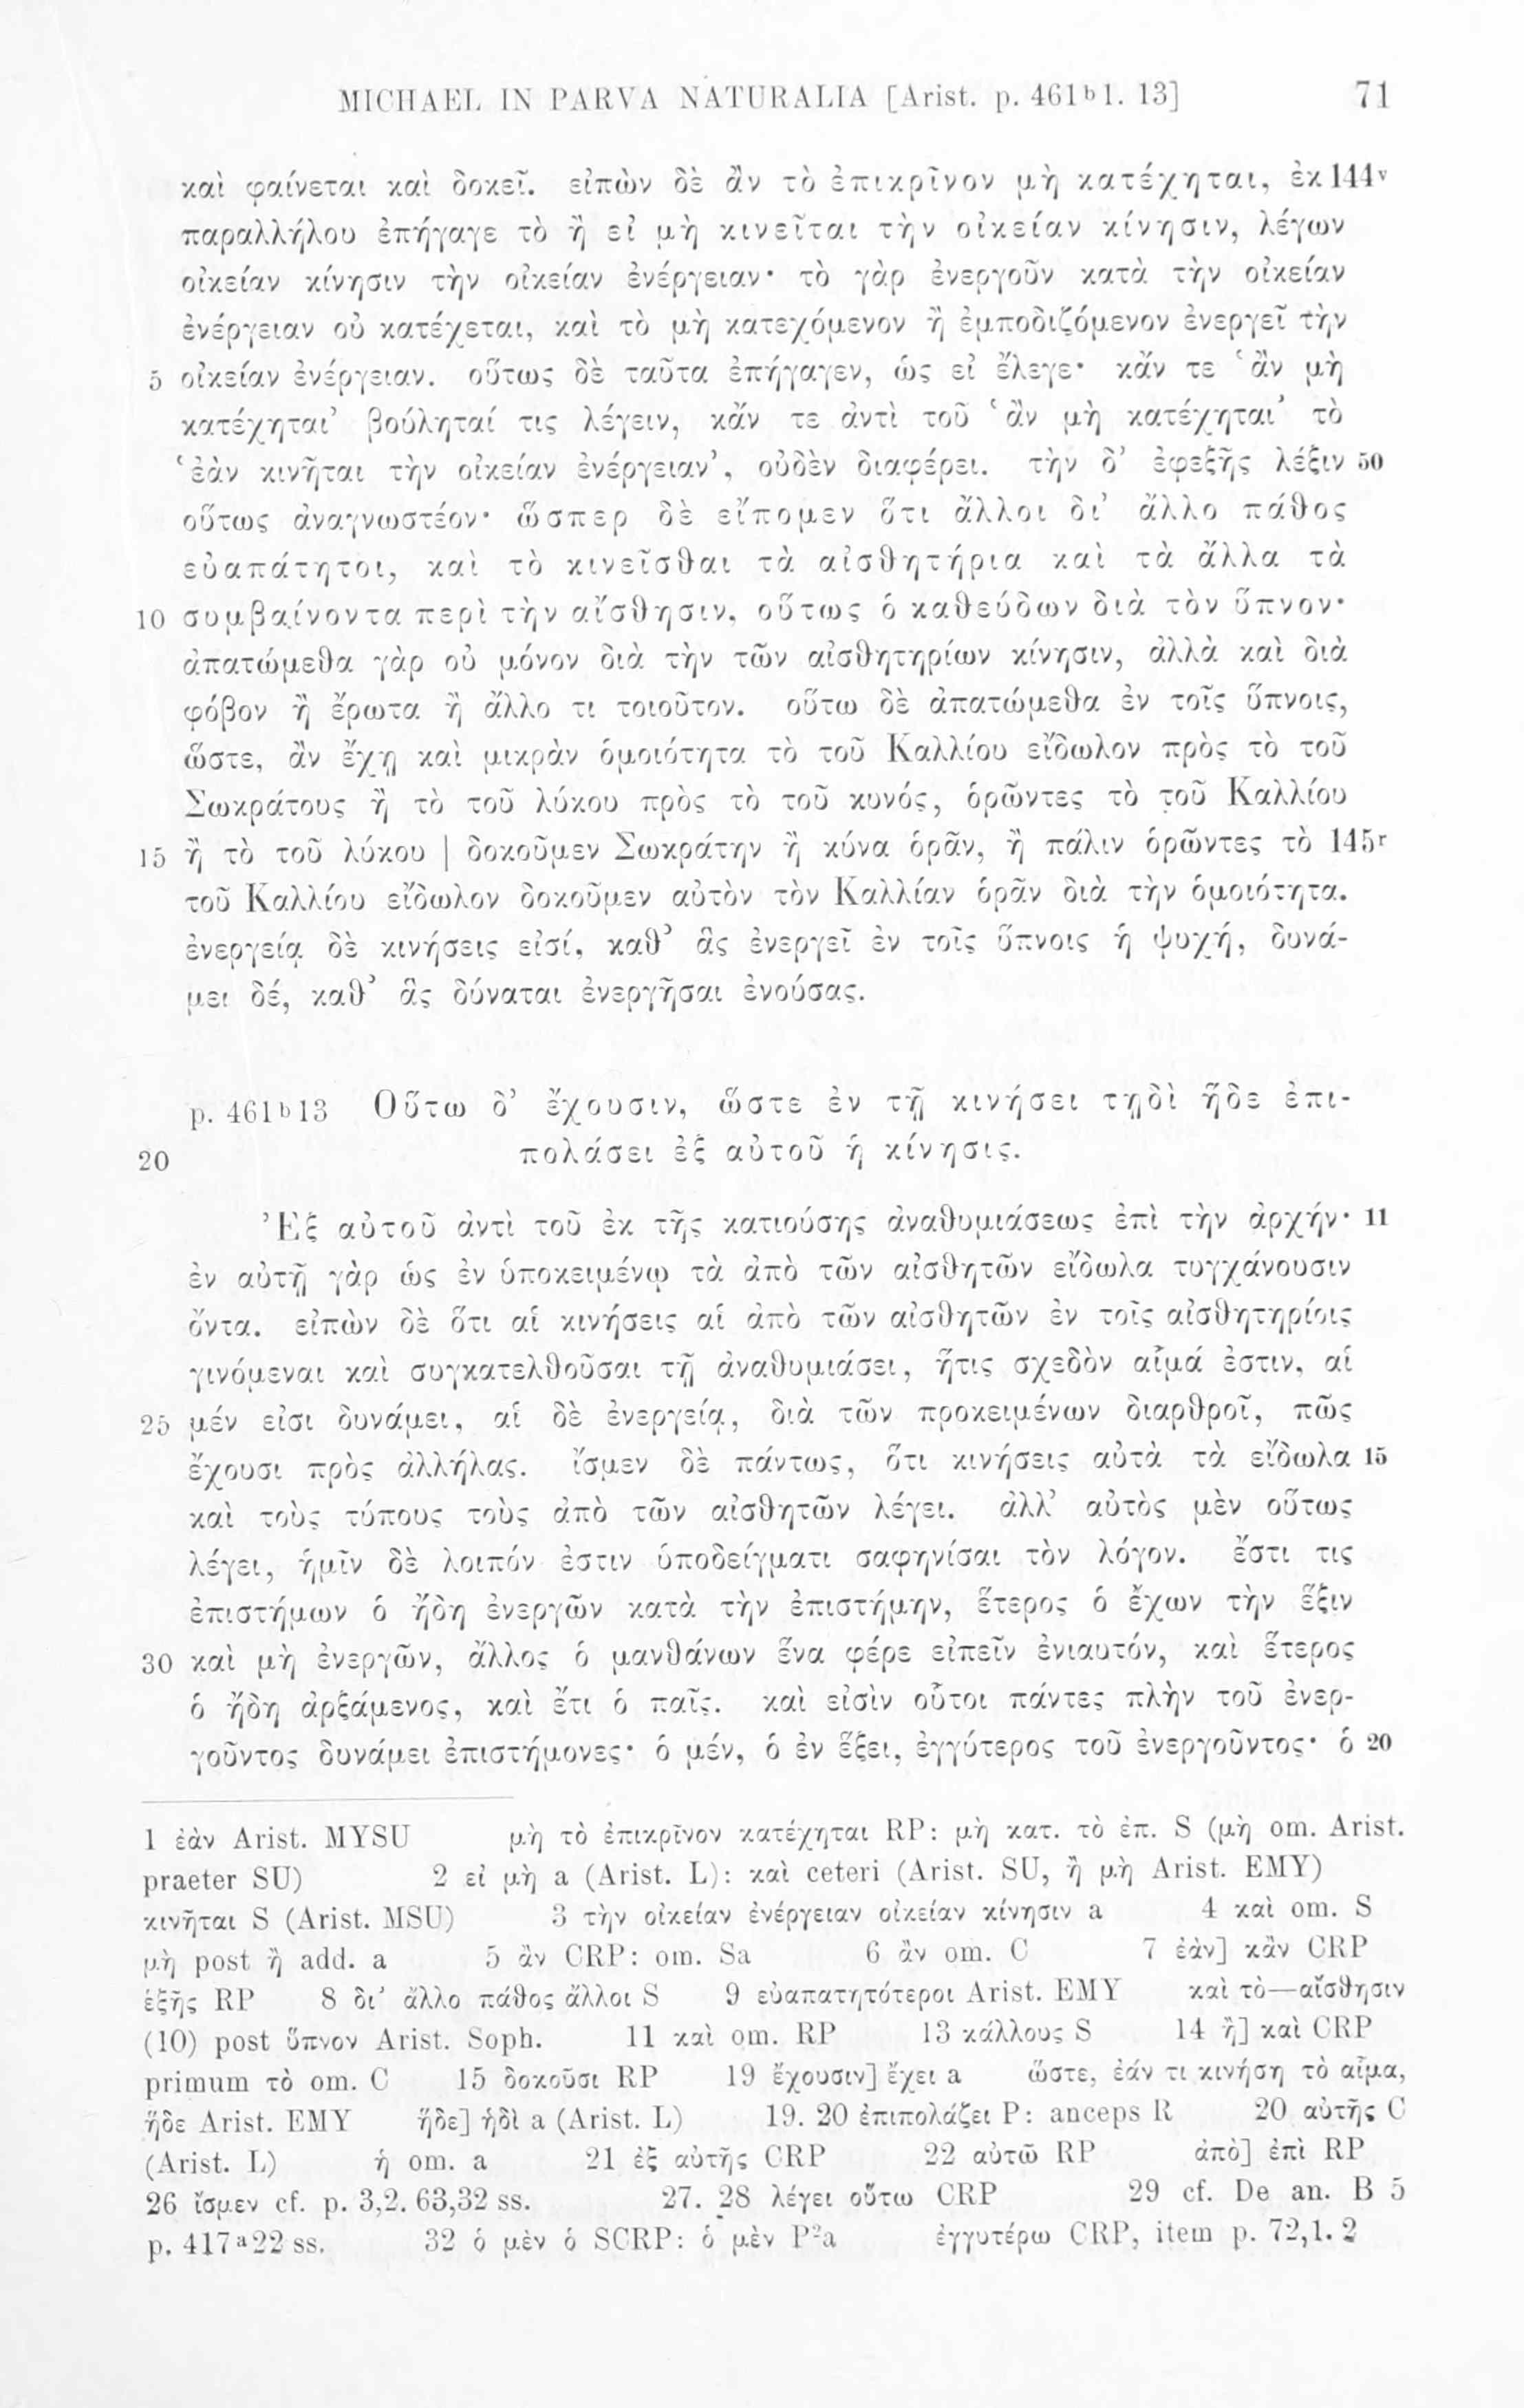 MICHAEL IN PARVA NATURALIA [Arist. p. 461ᵇ1. 13] 71
καὶ φαίνεται καὶ δοκεῖ. εἰπὼν δὲ ἂν τὸ ἐπικρῖνον μὴ κατέχηται, ἐκ 144ᵛ
παραλλήλου ἐπήγαγε τὸ ἢ εἰ μὴ κινεῖται τὴν οἰκείαν κίνησιν, λέγων
οἰκείαν κίνησιν τὴν οἰκείαν ἐνέργειαν· τὸ γὰρ ἐνεργοῦν κατὰ τὴν οἰκείαν
ἐνέργειαν οὐ κατέχεται, καὶ τὸ μὴ κατεχόμενον ἢ ἐμποδιζόμενον ἐνεργεῖ τὴν
5 οἰκείαν ἐνέργειαν. οὕτως δὲ ταῦτα ἐπήγαγεν, ὡς εἰ ἔλεγε· κἄν τε ‘ἂν μὴ
κατέχηται’ βούληταί τις λέγειν, κἄν τε ἀντὶ τοῦ ‘ἂν μὴ κατέχηται’ τὸ
‘ἐὰν κινῆται τὴν οἰκείαν ἐνέργειαν’, οὐδὲν διαφέρει. τὴν δ’ ἐφεξῆς λέξιν 50
οὕτως ἀναγνωστέον· ὥσπερ δὲ εἴπομεν ὅτι ἄλλοι δι’ ἄλλο πάθος
εὐαπάτητοι, καὶ τὸ κινεῖσθαι τὰ αἰσθητήρια καὶ τὰ ἄλλα τὰ
10 συμβαίνοντα περὶ τὴν αἴσθησιν, οὕτως ὁ καθεύδων διὰ τὸν ὕπνον·
ἀπατώμεθα γὰρ οὐ μόνον διὰ τὴν τῶν αἰσθητηρίων κίνησιν, ἀλλὰ καὶ διὰ
φόβον ἢ ἔρωτα ἢ ἄλλο τι τοιοῦτον. οὕτω δὲ ἀπατώμεθα ἐν τοῖς ὕπνοις,
ὥστε, ἂν ἔχῃ καὶ μικρὰν ὁμοιότητα τὸ τοῦ Καλλίου εἴδωλον πρὸς τὸ τοῦ
Σωκράτους ἢ τὸ τοῦ λύκου πρὸς τὸ τοῦ κυνός, ὁρῶντες τὸ τοῦ Καλλίου
15 ἢ τὸ τοῦ λύκου | δοκοῦμεν Σωκράτην ἢ κύνα ὁρᾶν, ἢ πάλιν ὁρῶντες τὸ 145ʳ
τοῦ Καλλίου εἴδωλον δοκοῦμεν αὐτὸν τὸν Καλλίαν ὁρᾶν διὰ τὴν ὁμοιότητα.
ἐνεργείᾳ δὲ κινήσεις εἰσί, καθ’ ἃς ἐνεργεῖ ἐν τοῖς ὕπνοις ἡ ψυχή, δυνά-
μει δέ, καθ’ ἃς δύναται ἐνεργῆσαι ἐνούσας.
p. 461ᵇ13 Οὕτω δ’ ἔχουσιν, ὥστε ἐν τῇ κινήσει τῃδὶ ἥδε ἐπι-
20 πολάσει ἐξ αὐτοῦ ἡ κίνησις.
Ἐξ αὐτοῦ ἀντὶ τοῦ ἐκ τῆς κατιούσης ἀναθυμιάσεως ἐπὶ τὴν ἀρχήν· 11
ἐν αὐτῇ γὰρ ὡς ἐν ὑποκειμένῳ τὰ ἀπὸ τῶν αἰσθητῶν εἴδωλα τυγχάνουσιν
ὄντα. εἰπὼν δὲ ὅτι αἱ κινήσεις αἱ ἀπὸ τῶν αἰσθητῶν ἐν τοῖς αἰσθητηρίοις
γινόμεναι καὶ συγκατελθοῦσαι τῇ ἀναθυμιάσει, ἥτις σχεδὸν αἷμά ἐστιν, αἱ
25 μέν εἰσι δυνάμει, αἱ δὲ ἐνεργείᾳ, διὰ τῶν προκειμένων διαρθροῖ, πῶς
ἔχουσι πρὸς ἀλλήλας. ἴσμεν δὲ πάντως, ὅτι κινήσεις αὐτὰ τὰ εἴδωλα 15
καὶ τοὺς τύπους τοὺς ἀπὸ τῶν αἰσθητῶν λέγει. ἀλλ’ αὐτὸς μὲν οὕτως
λέγει, ἡμῖν δὲ λοιπόν ἐστιν ὑποδείγματι σαφηνίσαι τὸν λόγον. ἔστι τις
ἐπιστήμων ὁ ἤδη ἐνεργῶν κατὰ τὴν ἐπιστήμην, ἕτερος ὁ ἔχων τὴν ἕξιν
30 καὶ μὴ ἐνεργῶν, ἄλλος ὁ μανθάνων ἕνα φέρε εἰπεῖν ἐνιαυτόν, καὶ ἕτερος
ὁ ἤδη ἀρξάμενος, καὶ ἔτι ὁ παῖς. καὶ εἰσὶν οὗτοι πάντες πλὴν τοῦ ἐνερ-
γοῦντος δυνάμει ἐπιστήμονες· ὁ μέν, ὁ ἐν ἕξει, ἐγγύτερος τοῦ ἐνεργοῦντος· ὁ 20
1 ἐὰν Arist. MYSU μὴ τὸ ἐπικρῖνον κατέχηται RP: μὴ κατ. τὸ ἐπ. S (μὴ om. Arist.
praeter SU) 2 εἰ μὴ a (Arist. L): καὶ ceteri (Arist. SU, ἢ μὴ Arist. EMY)
κινῆται S (Arist. MSU) 3 τὴν οἰκείαν ἐνέργειαν οἰκείαν κίνησιν a 4 καὶ om. S
μὴ post ἢ add. a 5 ἂν CRP: om. Sa 6 ἂν om. C 7 ἐὰν] κἂν CRP
ἑξῆς RP 8 δι’ ἄλλο πάθος ἄλλοι S 9 εὐαπατητότεροι Arist. EMY καὶ τὸ—αἴσθησιν
(10) post ὕπνον Arist. Soph. 11 καὶ om. RP 13 κάλλους S 14 ἢ] καὶ CRP
primum τὸ om. C 15 δοκοῦσι RP 19 ἔχουσιν] ἔχει a ὥστε, ἐάν τι κινήσῃ τὸ αἷμα,
ἥδε Arist. EMY ἥδε] ἡδὶ a (Arist. L) 19. 20 ἐπιπολάζει P: anceps R 20 αὐτῆς C
(Arist. L) ἡ om. a 21 ἐξ αὐτῆς CRP 22 αὐτῶ RP ἀπὸ] ἐπὶ RP
26 ἴσμεν cf. p. 3,2. 63,32 ss. 27. 28 λέγει οὕτω CRP 29 cf. De an. B 5
p. 417ᵃ22 ss. 32 ὁ μὲν ὁ SCRP: ὁ μὲν P²a ἐγγυτέρω CRP, item p. 72,1. 2